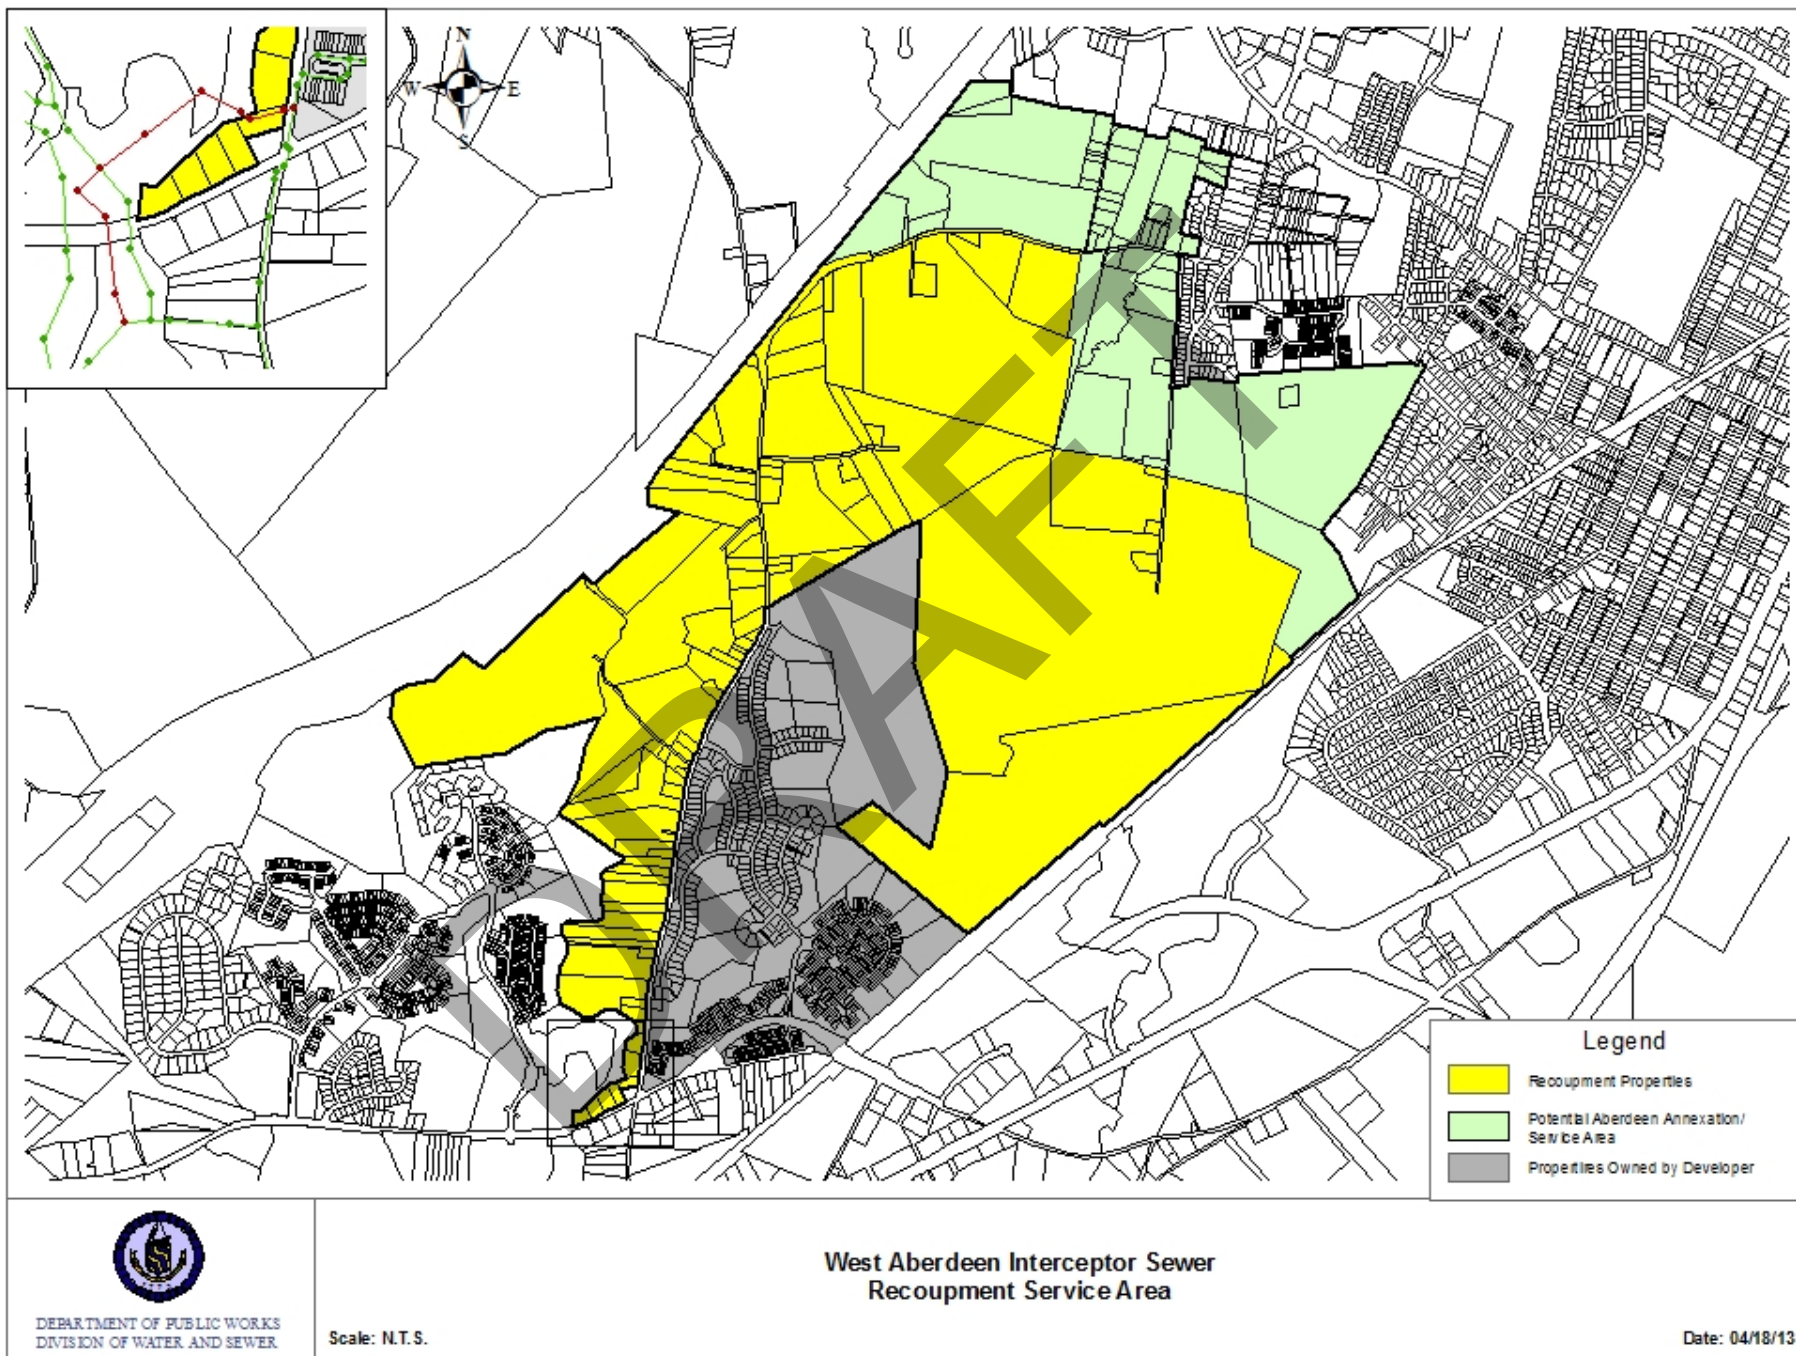 N
W E
S
DRAFT
Legend
Recoupment Properties
Potential Aberdeen Annexation/
Service Area
Propertires Owned by Developer
DEPARTMENT OF PUBLIC WORKS
DIVISION OF WATER AND SEWER
West Aberdeen Interceptor Sewer
Recoupment Service Area
Scale: N.T.S.
Date: 04/18/13